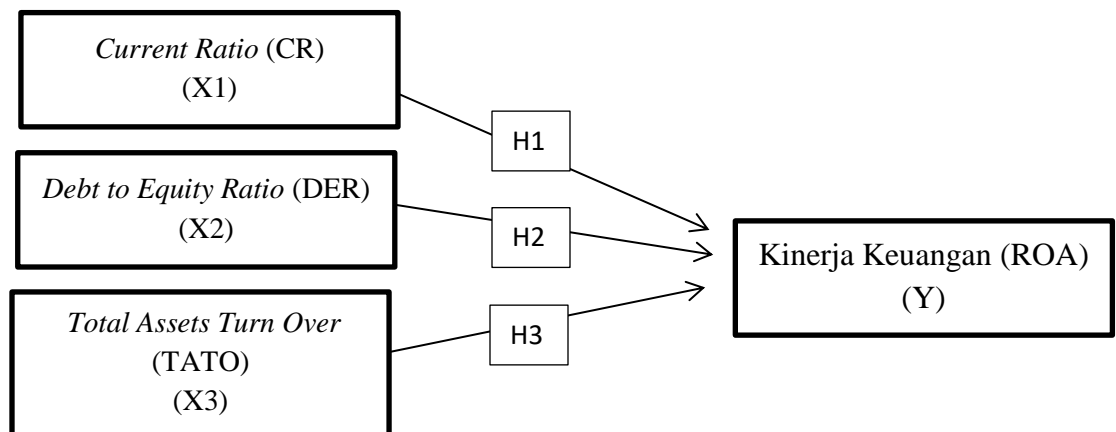 Current Ratio (CR)
(X1)
H1
Debt to Equity Ratio (DER)
(X2)
H2
Kinerja Keuangan (ROA)
(Y)
Total Assets Turn Over
(TATO)
(X3)
H3